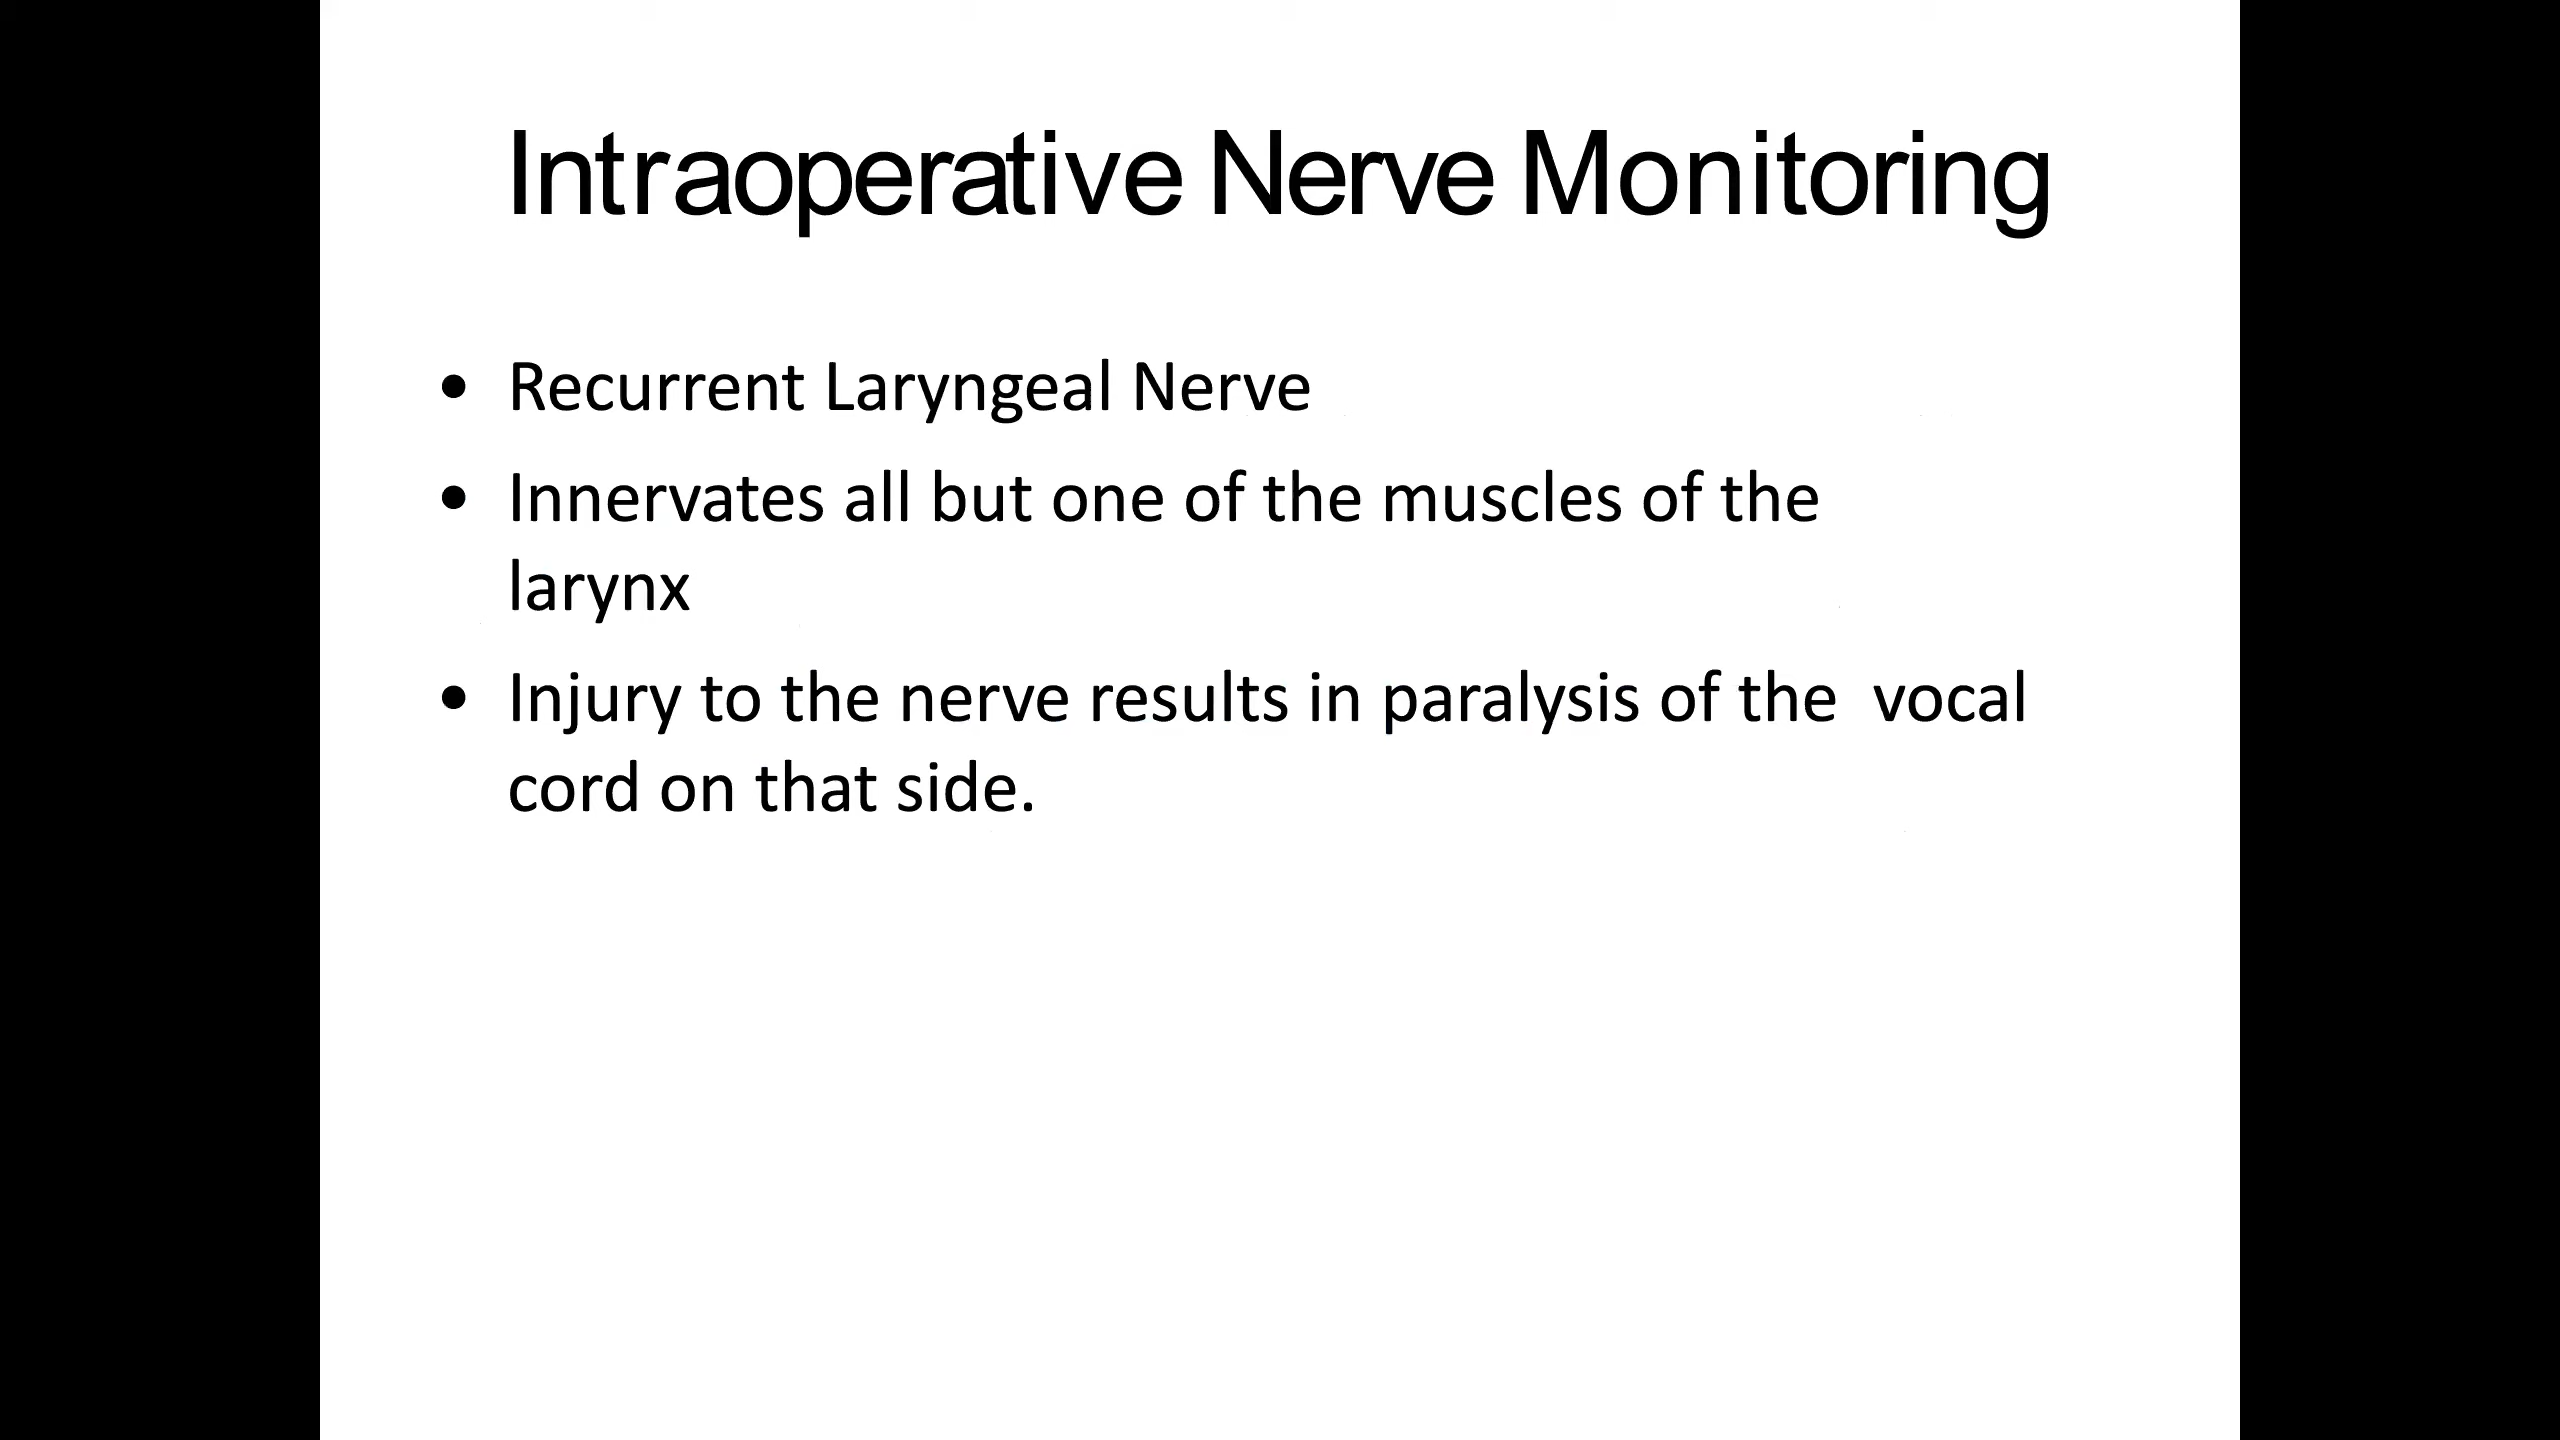 Intraoperative Nerve Monitoring
• Recurrent Laryngeal Nerve
• Innervates all but one of the muscles of the
larynx
• Injury to the nerve results in paralysis of the  vocal
cord on that side.